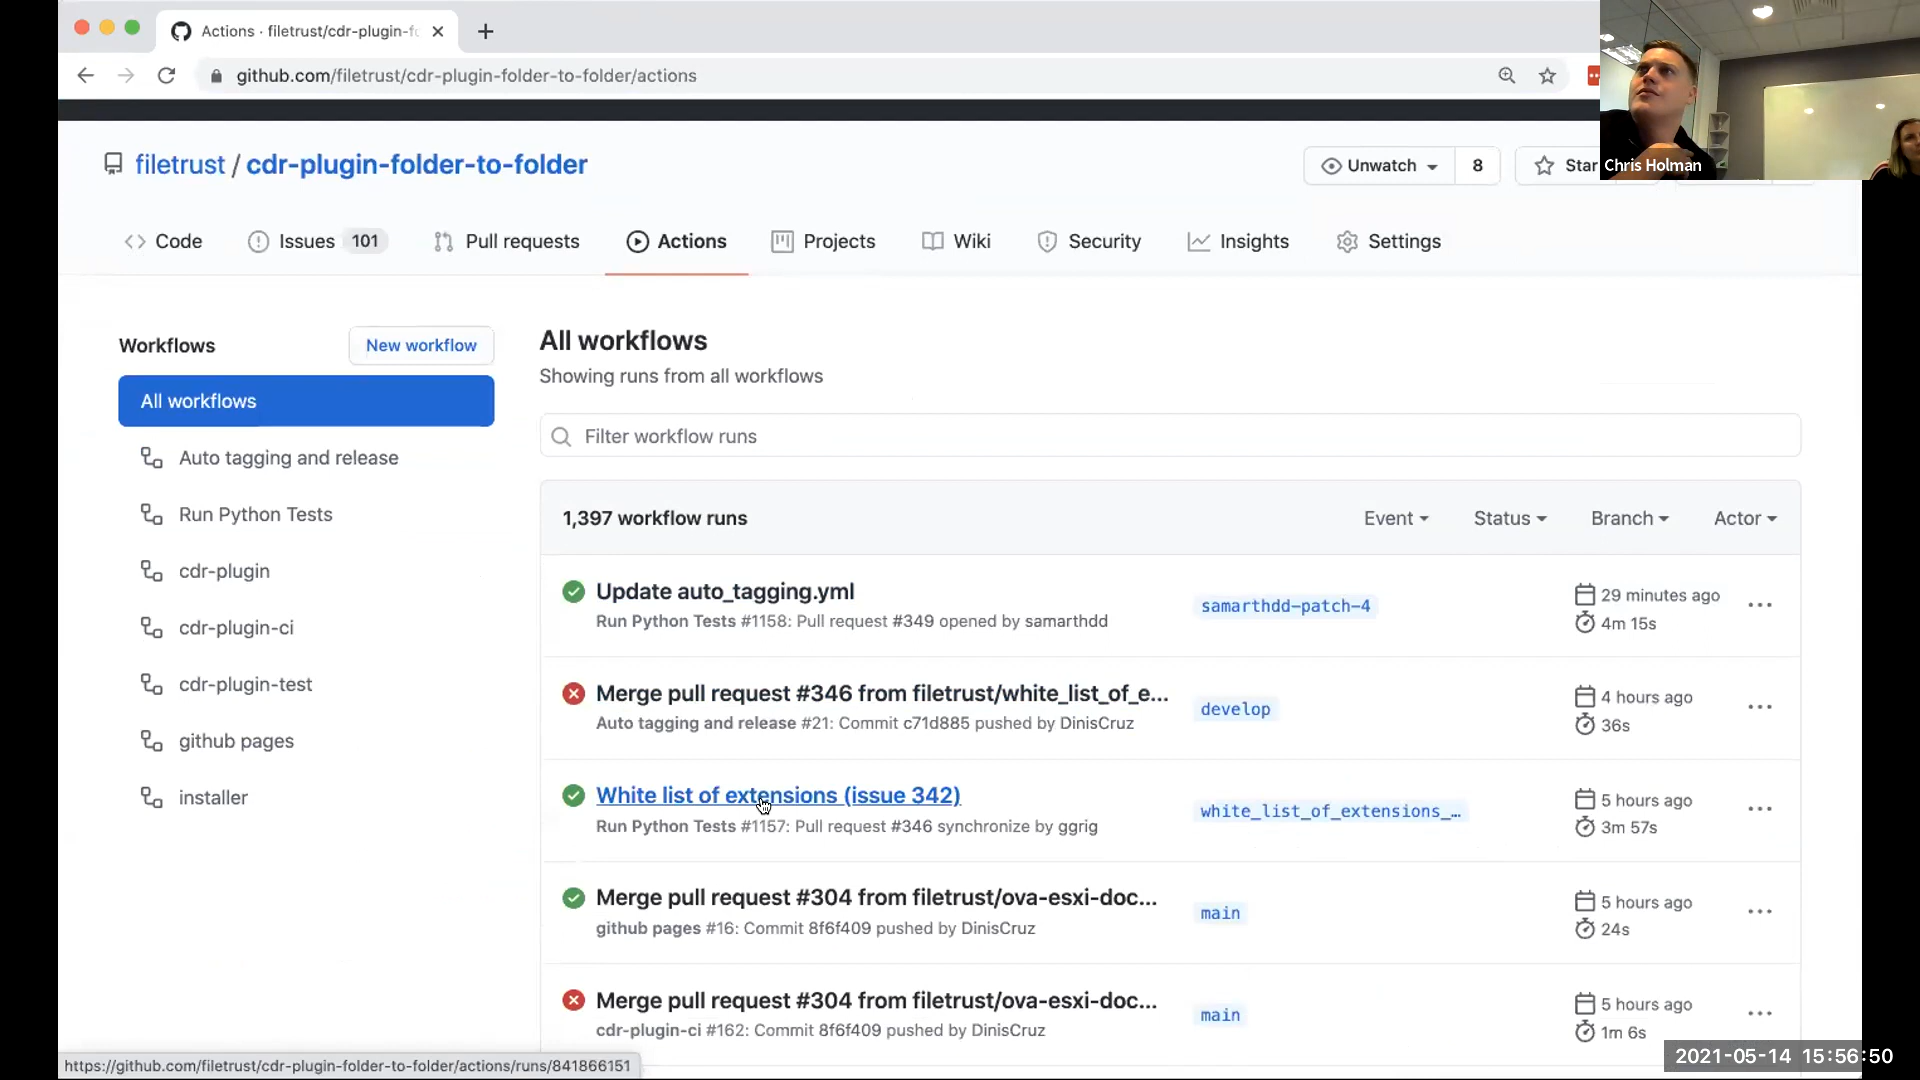 Actions · filetrust/cdr-plugin-fo
github.com/filetrust/cdr-plugin-folder-to-folder/actions
filetrust / cdr-plugin-folder-to-folder
Unwatch 8
Star
Chris Holman
Code
Issues 101
Pull requests
Actions
Projects
Wiki
Security
Insights
Settings
Workflows
New workflow
All workflows
Auto tagging and release
Run Python Tests
cdr-plugin
cdr-plugin-ci
cdr-plugin-test
github pages
installer
All workflows
Showing runs from all workflows
Filter workflow runs
1,397 workflow runs
Event
Status
Branch
Actor
Update auto_tagging.yml
Run Python Tests #1158: Pull request #349 opened by samarthdd
samarthdd-patch-4
29 minutes ago
4m 15s
Merge pull request #346 from filetrust/white_list_of_e...
Auto tagging and release #21: Commit c71d885 pushed by DinisCruz
develop
4 hours ago
36s
White list of extensions (issue 342)
Run Python Tests #1157: Pull request #346 synchronize by ggrig
white_list_of_extensions_…
5 hours ago
3m 57s
Merge pull request #304 from filetrust/ova-esxi-doc...
github pages #16: Commit 8f6f409 pushed by DinisCruz
main
5 hours ago
24s
Merge pull request #304 from filetrust/ova-esxi-doc...
cdr-plugin-ci #162: Commit 8f6f409 pushed by DinisCruz
main
5 hours ago
1m 6s
https://github.com/filetrust/cdr-plugin-folder-to-folder/actions/runs/841866151
2021-05-14 15:56:50